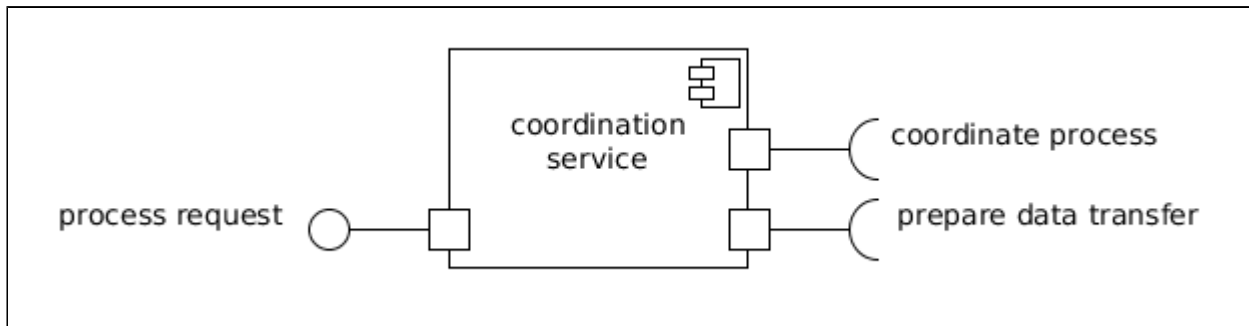 coordination
service
coordinate process
process request
prepare data transfer